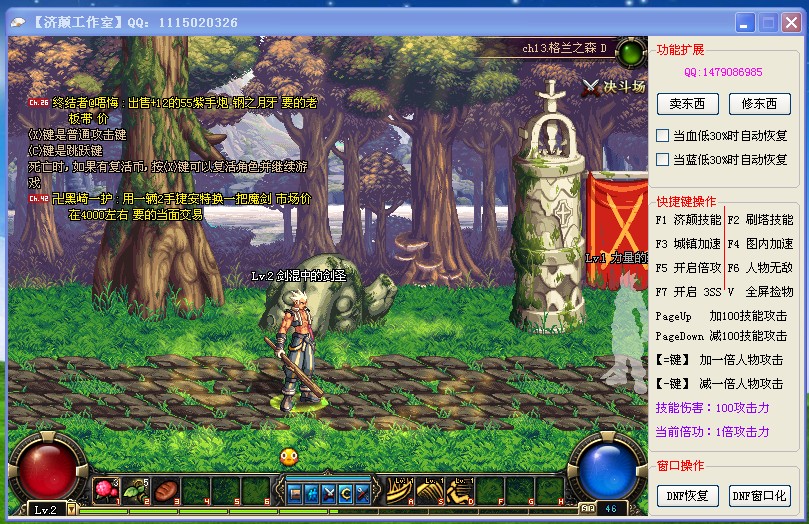 【济颠工作室】QQ: 1115020326
ch13.格兰之森 D
决斗场
Ch.26 终结者@唔悔 : 出售+12的55紫手炮 钢之月牙 要的老
板带 价
(X)键是普通攻击键
(C)键是跳跃键
死亡时, 如果有复活币, 按(X)键可以复活角色并继续游
戏
Ch.42 卍黑崎一护 : 用一辆2手捷安特换一把魔剑 市场价
在4000左右 要的当面交易
Lv.2 剑混中的剑圣
Lv.1 力量的
Lv.2
5
1
2
3
4
5
6
A
S
D
F
G
H
SP 46
功能扩展
QQ:1479086985
卖东西
修东西
当血低30%时自动恢复
当蓝低30%时自动恢复
快捷键操作
F1 济颠技能 F2 刷塔技能
F3 城镇加速 F4 图内加速
F5 开启倍攻 F6 人物无敌
F7 开启 3SS V 全屏捡物
PageUp 加100技能攻击
PageDown 减100技能攻击
【=键】 加一倍人物攻击
【-键】 减一倍人物攻击
技能伤害：100攻击力
当前倍功：1倍攻击力
窗口操作
DNF恢复
DNF窗口化